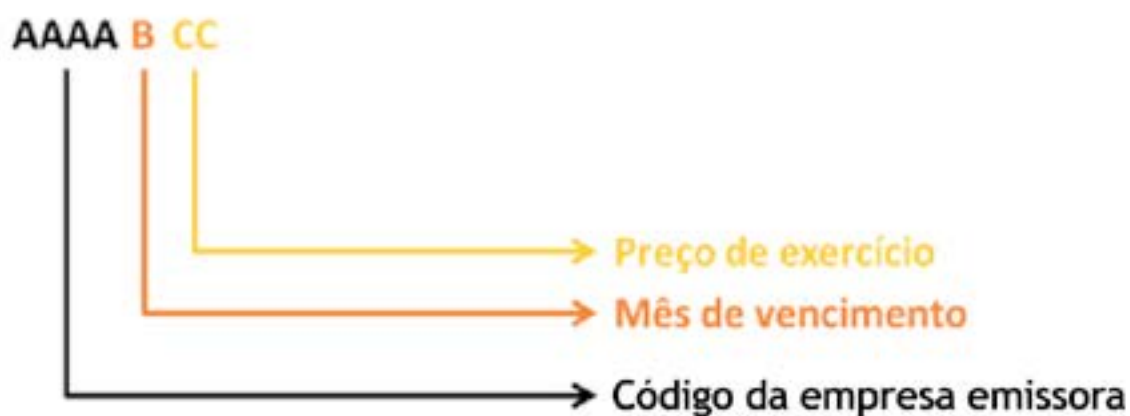 AAAA B CC
Preço de exercício
Mês de vencimento
Código da empresa emissora